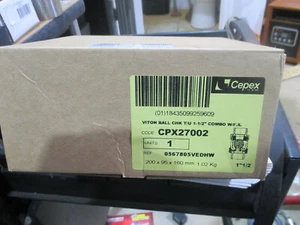 Cepex
(01)18435099259609
VITON BALL CHK T/U 1-1/2" COMBO W.F.A.
CODE: CPX27002
UNITS 1
REF. 0567805VEDHW
200 x 95 x 160 mm 1.02 Kg
1"1/2